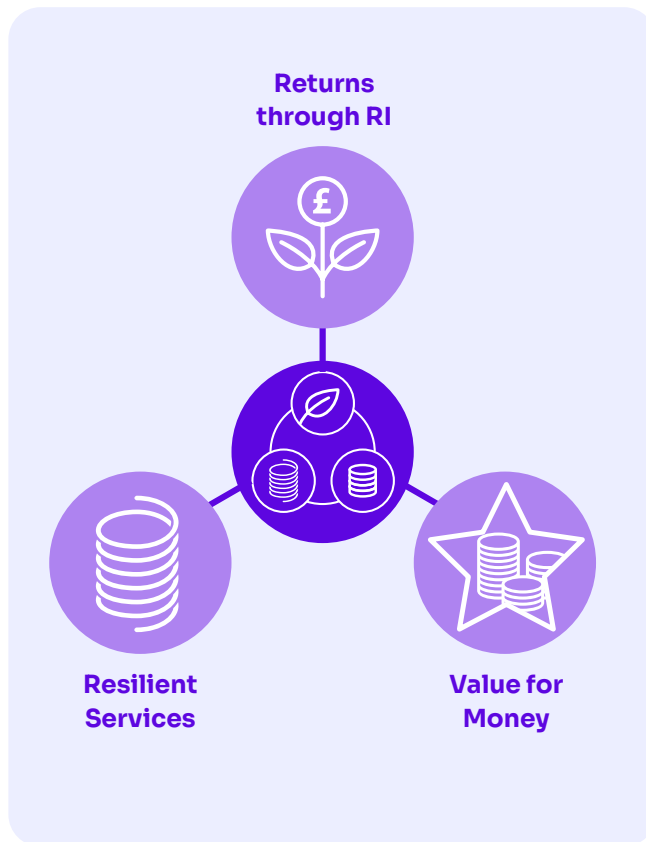 Returns
through RI
£
Resilient
Services
Value for
Money